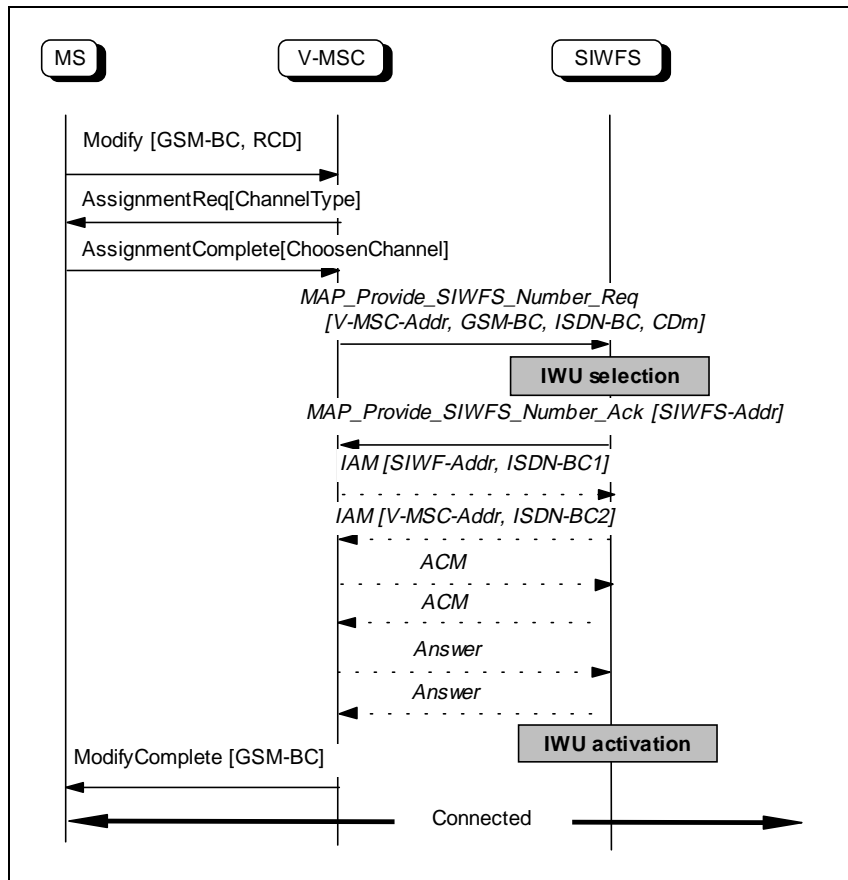 MS
V-MSC
SIWFS
Modify [GSM-BC, RCD]
AssignmentReq[ChannelType]
AssignmentComplete[ChoosenChannel]
MAP_Provide_SIWFS_Number_Req
[V-MSC-Addr, GSM-BC, ISDN-BC, CDm]
IWU selection
MAP_Provide_SIWFS_Number_Ack [SIWFS-Addr]
IAM [SIWF-Addr, ISDN-BC1]
IAM [V-MSC-Addr, ISDN-BC2]
ACM
ACM
Answer
Answer
IWU activation
ModifyComplete [GSM-BC]
Connected